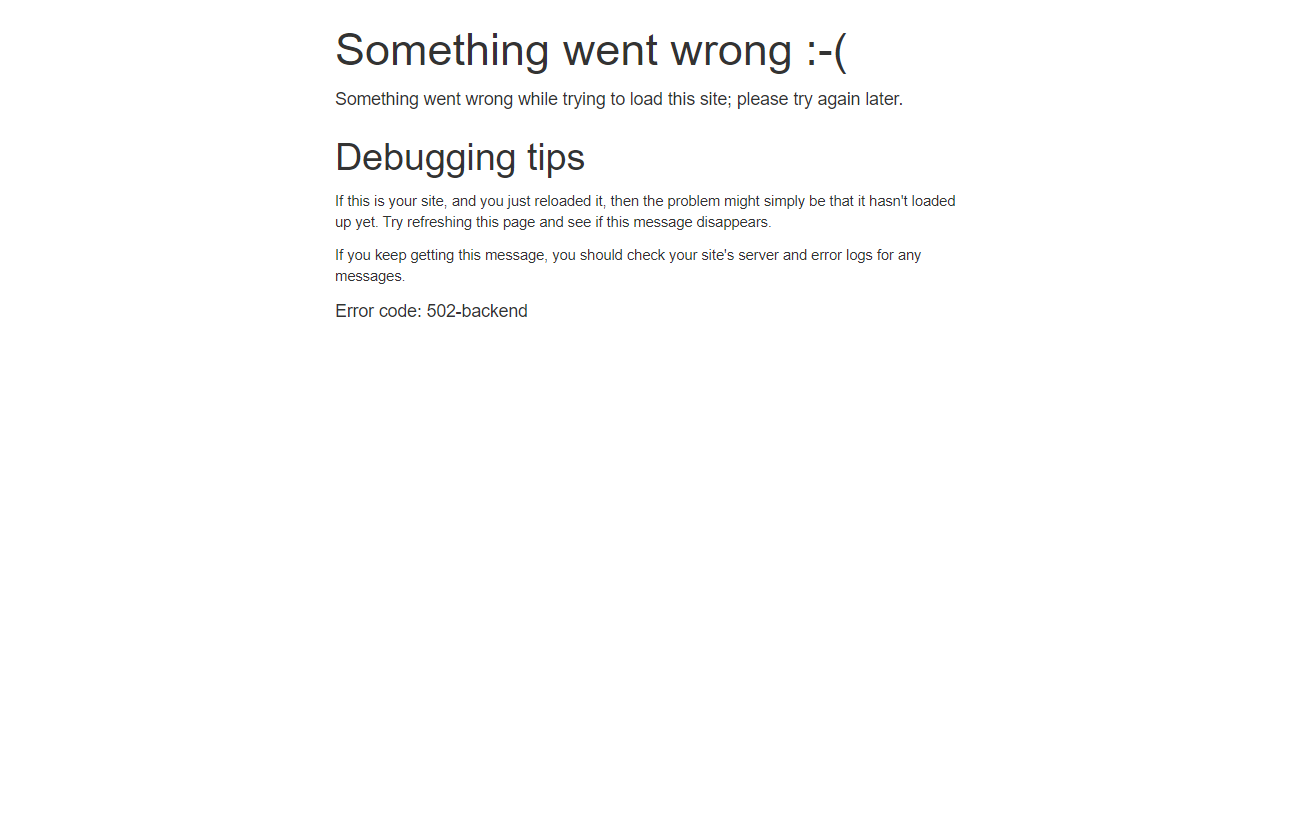 Something went wrong :-(
Something went wrong while trying to load this site; please try again later.
Debugging tips
If this is your site, and you just reloaded it, then the problem might simply be that it hasn't loaded
up yet. Try refreshing this page and see if this message disappears.
If you keep getting this message, you should check your site's server and error logs for any
messages.
Error code: 502-backend